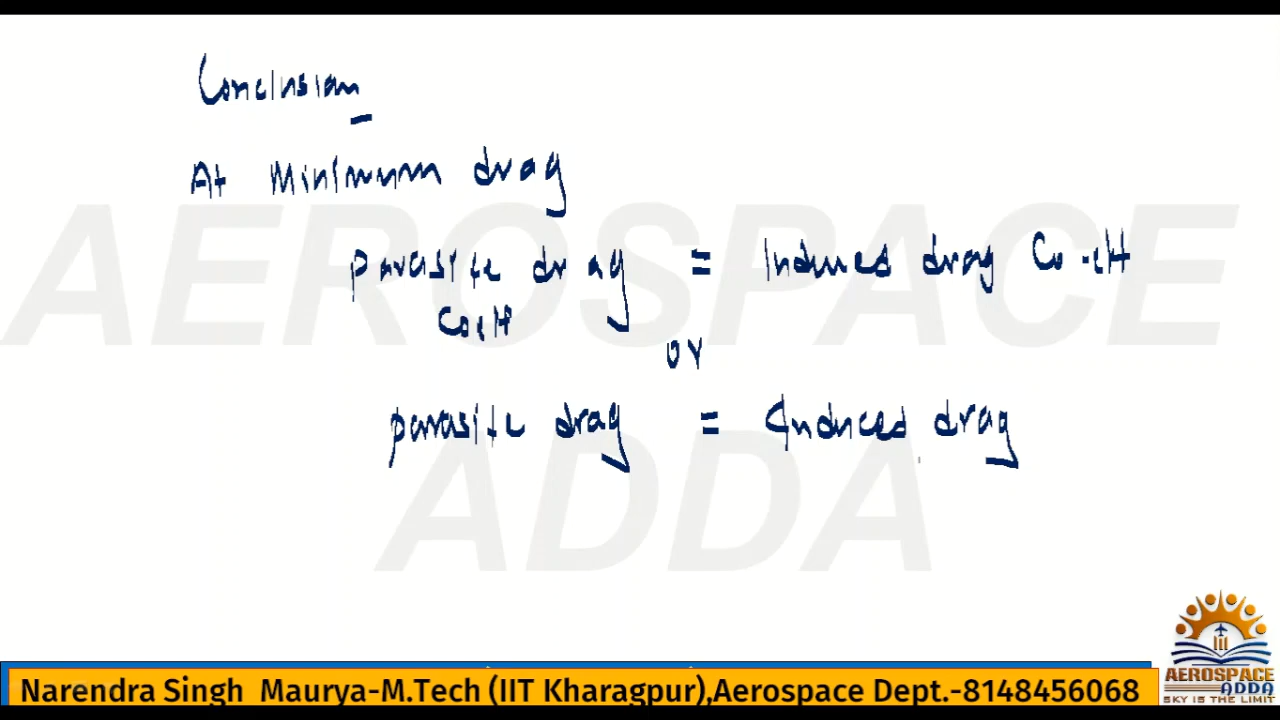 Conclusion
At Minimum drag
parasite drag = Induced drag Co-eff
Coeff
or
parasite drag = Induced drag
AEROSPACE
ADDA
Narendra Singh Maurya-M.Tech (IIT Kharagpur),Aerospace Dept.-8148456068
AEROSPACE
ADDA
SKY IS THE LIMIT